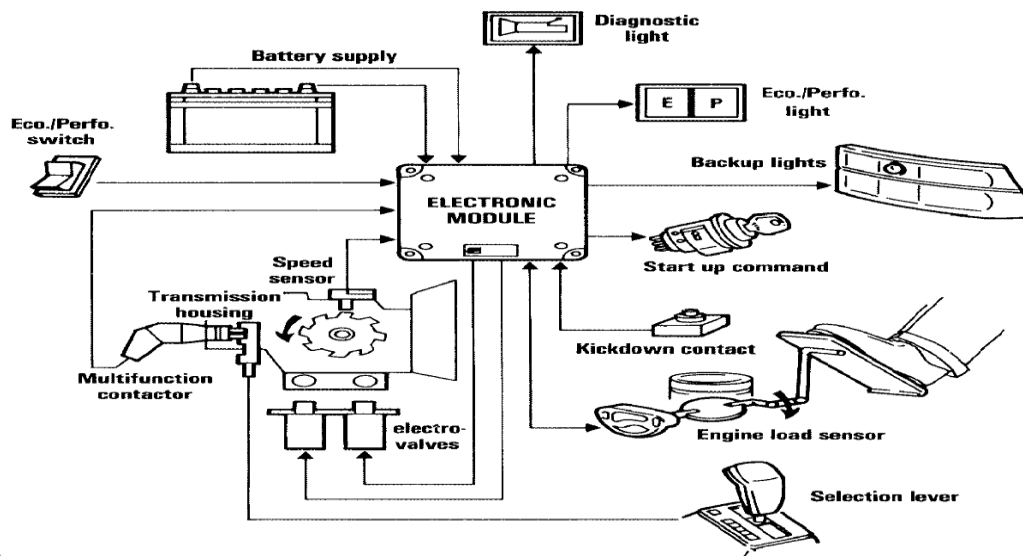 Diagnostic
light
Battery supply
Eco./Perfo.
light
E P
Eco./Perfo.
switch
Backup lights
ELECTRONIC
MODULE
Start up command
Speed
sensor
Transmission
housing
Kickdown contact
Multifunction
contactor
electro-
valves
Engine load sensor
Selection lever